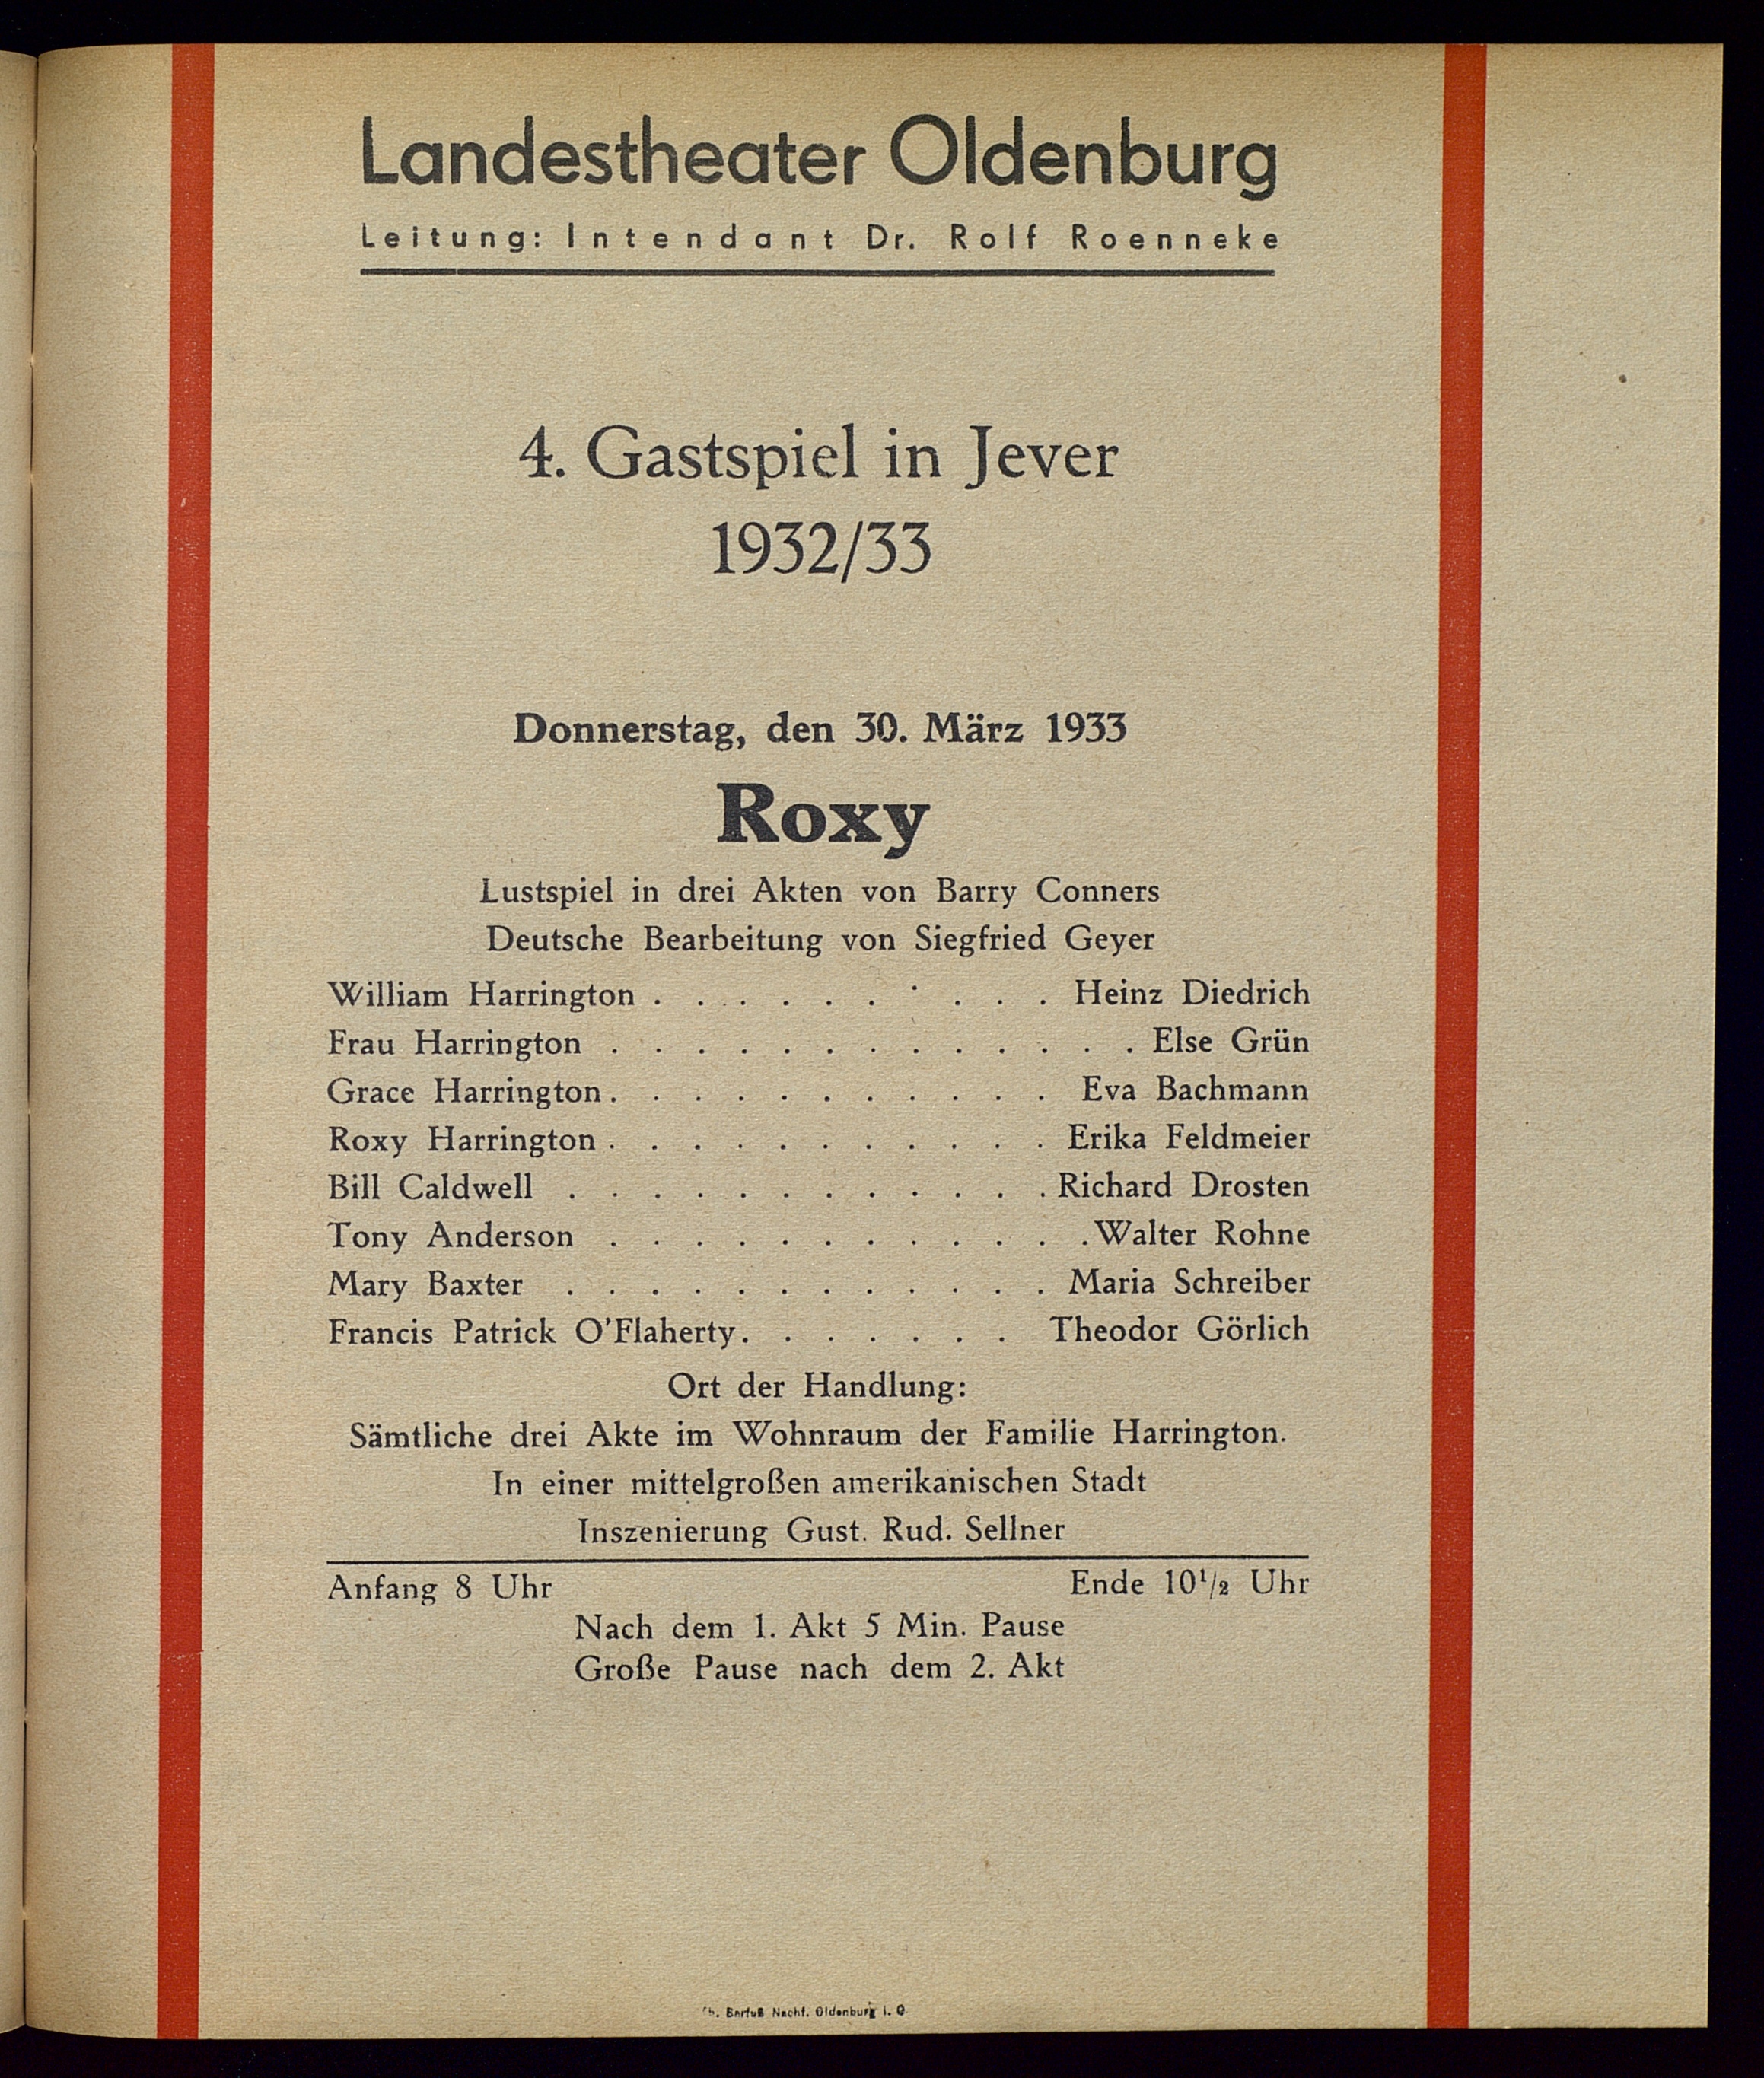 Landestheater Oldenburg
Leitung: Intendant Dr. Rolf Roenneke
4. Gastspiel in Jever
1932/33
Donnerstag, den 30. März 1933
Roxy
Lustspiel in drei Akten von Barry Conners
Deutsche Bearbeitung von Siegfried Geyer
William Harrington . . . . . . . . . . Heinz Diedrich
Frau Harrington . . . . . . . . . . . . . Else Grün
Grace Harrington . . . . . . . . . . . Eva Bachmann
Roxy Harrington . . . . . . . . . . . Erika Feldmeier
Bill Caldwell . . . . . . . . . . . . Richard Drosten
Tony Anderson . . . . . . . . . . . . Walter Rohne
Mary Baxter . . . . . . . . . . . . Maria Schreiber
Francis Patrick O'Flaherty . . . . . . . Theodor Görlich
Ort der Handlung:
Sämtliche drei Akte im Wohnraum der Familie Harrington.
In einer mittelgroßen amerikanischen Stadt
Inszenierung Gust. Rud. Sellner
Anfang 8 Uhr Ende 10½ Uhr
Nach dem 1. Akt 5 Min. Pause
Große Pause nach dem 2. Akt
Berfuß Nachf. Oldenburg i. O.